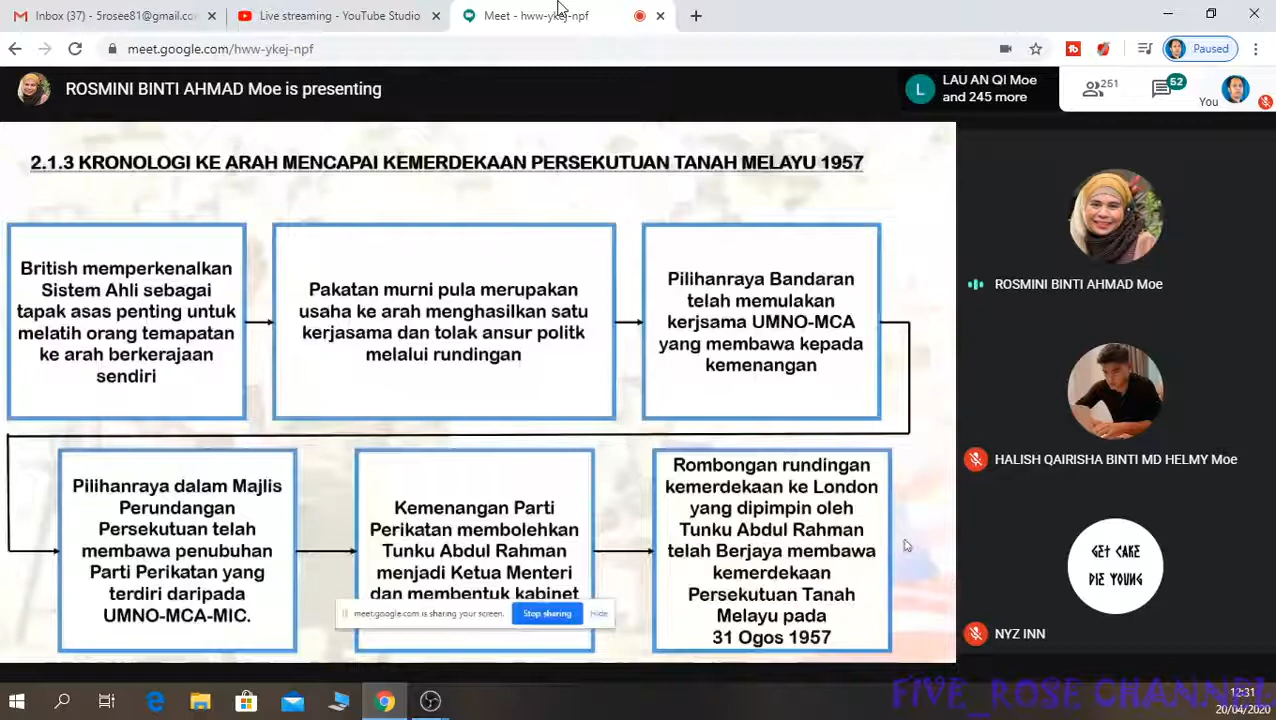 Inbox (37) - 5rosee81@gmail.co
Live streaming - YouTube Studio
Meet - hww-ykej-npf
meet.google.com/hww-ykej-npf
Paused
ROSMINI BINTI AHMAD Moe is presenting
L
LAU AN QI Moe
and 245 more
251
52
You
2.1.3 KRONOLOGI KE ARAH MENCAPAI KEMERDEKAAN PERSEKUTUAN TANAH MELAYU 1957
British memperkenalkan
Sistem Ahli sebagai
tapak asas penting untuk
melatih orang temapatan
ke arah berkerajaan
sendiri
Pakatan murni pula merupakan
usaha ke arah menghasilkan satu
kerjasama dan tolak ansur politk
melalui rundingan
Pilihanraya Bandaran
telah memulakan
kerjsama UMNO-MCA
yang membawa kepada
kemenangan
Pilihanraya dalam Majlis
Perundangan
Persekutuan telah
membawa penubuhan
Parti Perikatan yang
terdiri daripada
UMNO-MCA-MIC.
Kemenangan Parti
Perikatan membolehkan
Tunku Abdul Rahman
menjadi Ketua Menteri
dan membentuk kabinet
Rombongan rundingan
kemerdekaan ke London
yang dipimpin oleh
Tunku Abdul Rahman
telah Berjaya membawa
kemerdekaan
Persekutuan Tanah
Melayu pada
31 Ogos 1957
meet.google.com is sharing your screen.
Stop sharing
Hide
ROSMINI BINTI AHMAD Moe
HALISH QAIRISHA BINTI MD HELMY Moe
GET CAKE
DIE YOUNG
NYZ INN
FIVE_ROSE CHANNEL
12:31
20/04/2020